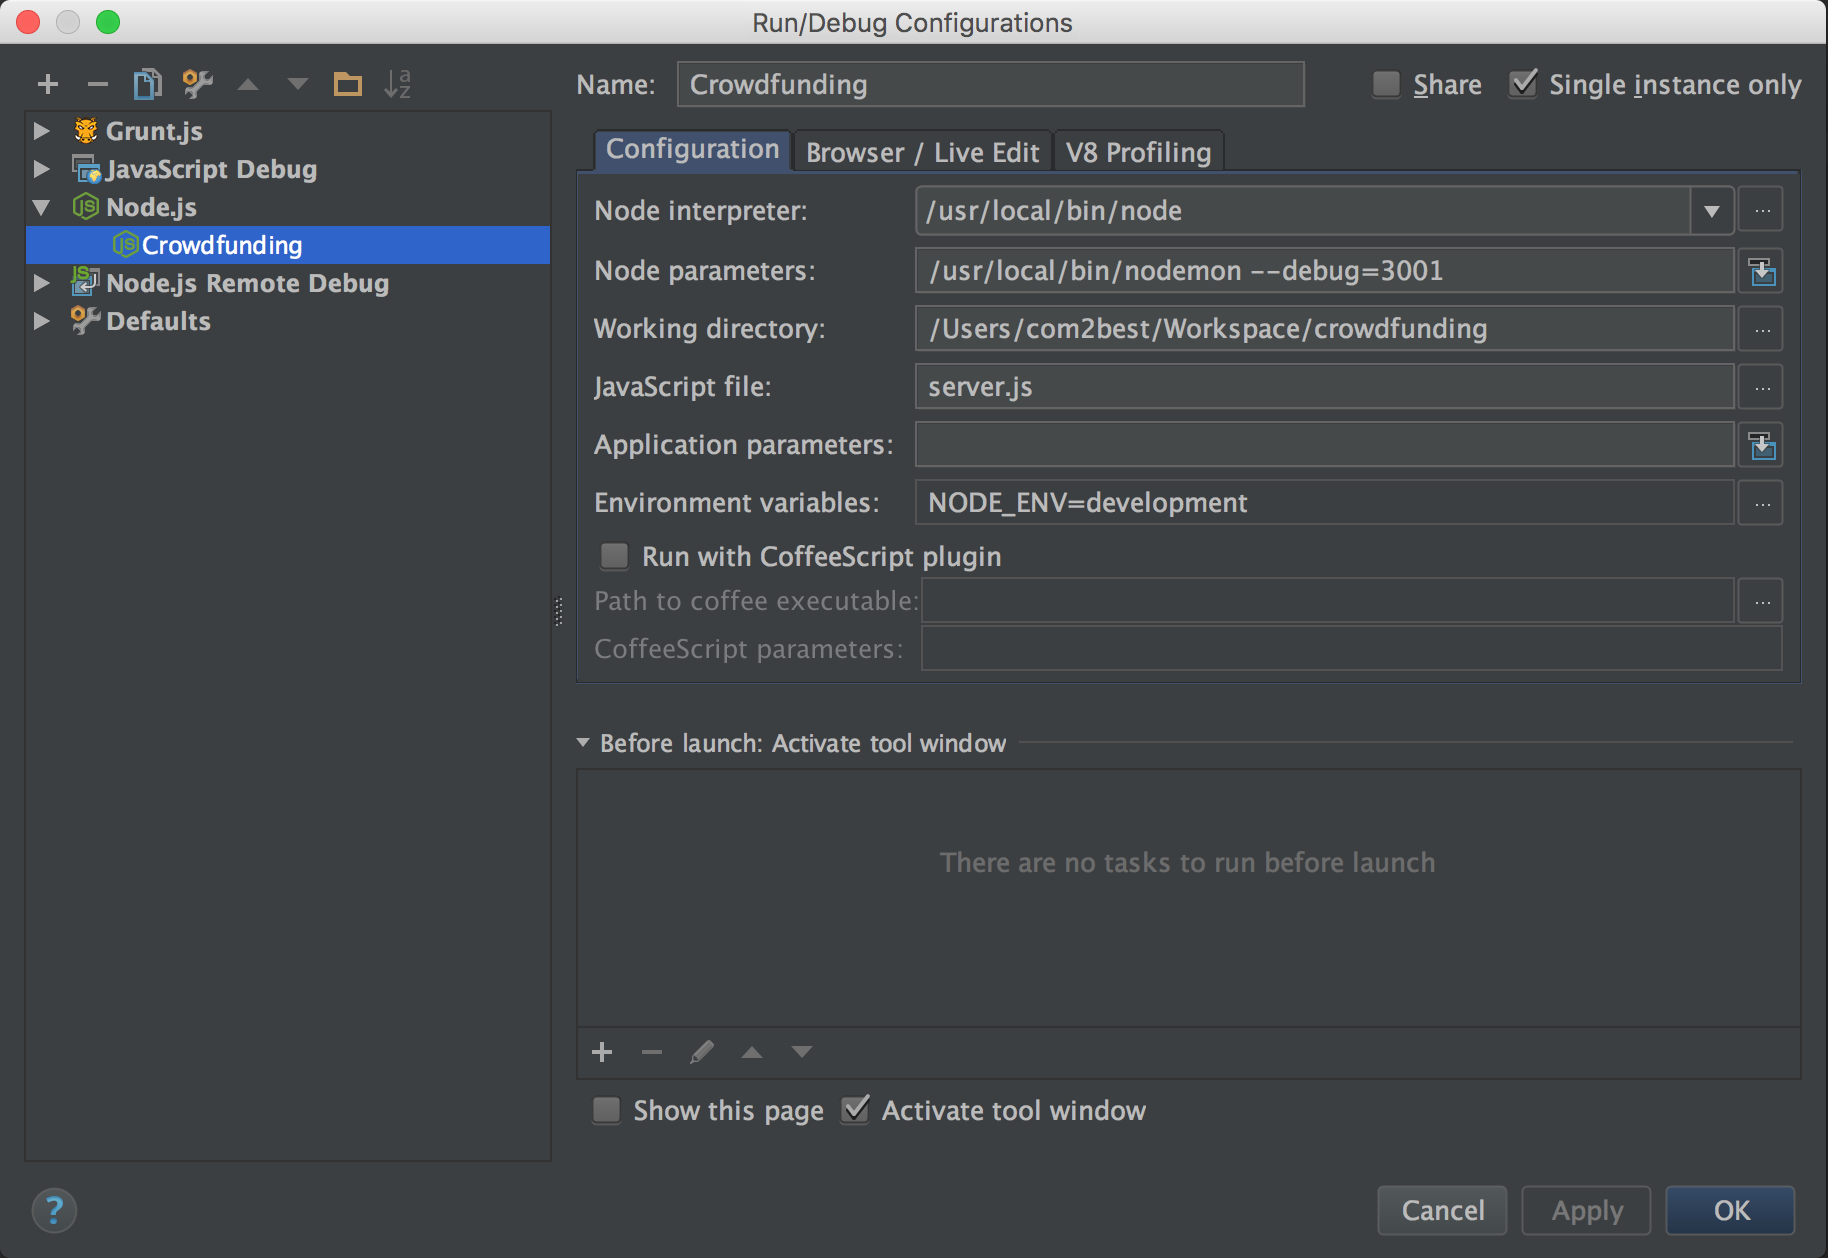 Run/Debug Configurations
Name: Crowdfunding Share Single instance only
Grunt.js
JavaScript Debug
Node.js
Crowdfunding
Node.js Remote Debug
Defaults
Configuration Browser / Live Edit V8 Profiling
Node interpreter: /usr/local/bin/node ...
Node parameters: /usr/local/bin/nodemon --debug=3001
Working directory: /Users/com2best/Workspace/crowdfunding ...
JavaScript file: server.js ...
Application parameters:
Environment variables: NODE_ENV=development ...
Run with CoffeeScript plugin
Path to coffee executable: ...
CoffeeScript parameters:
Before launch: Activate tool window
There are no tasks to run before launch
Show this page Activate tool window
? Cancel Apply OK